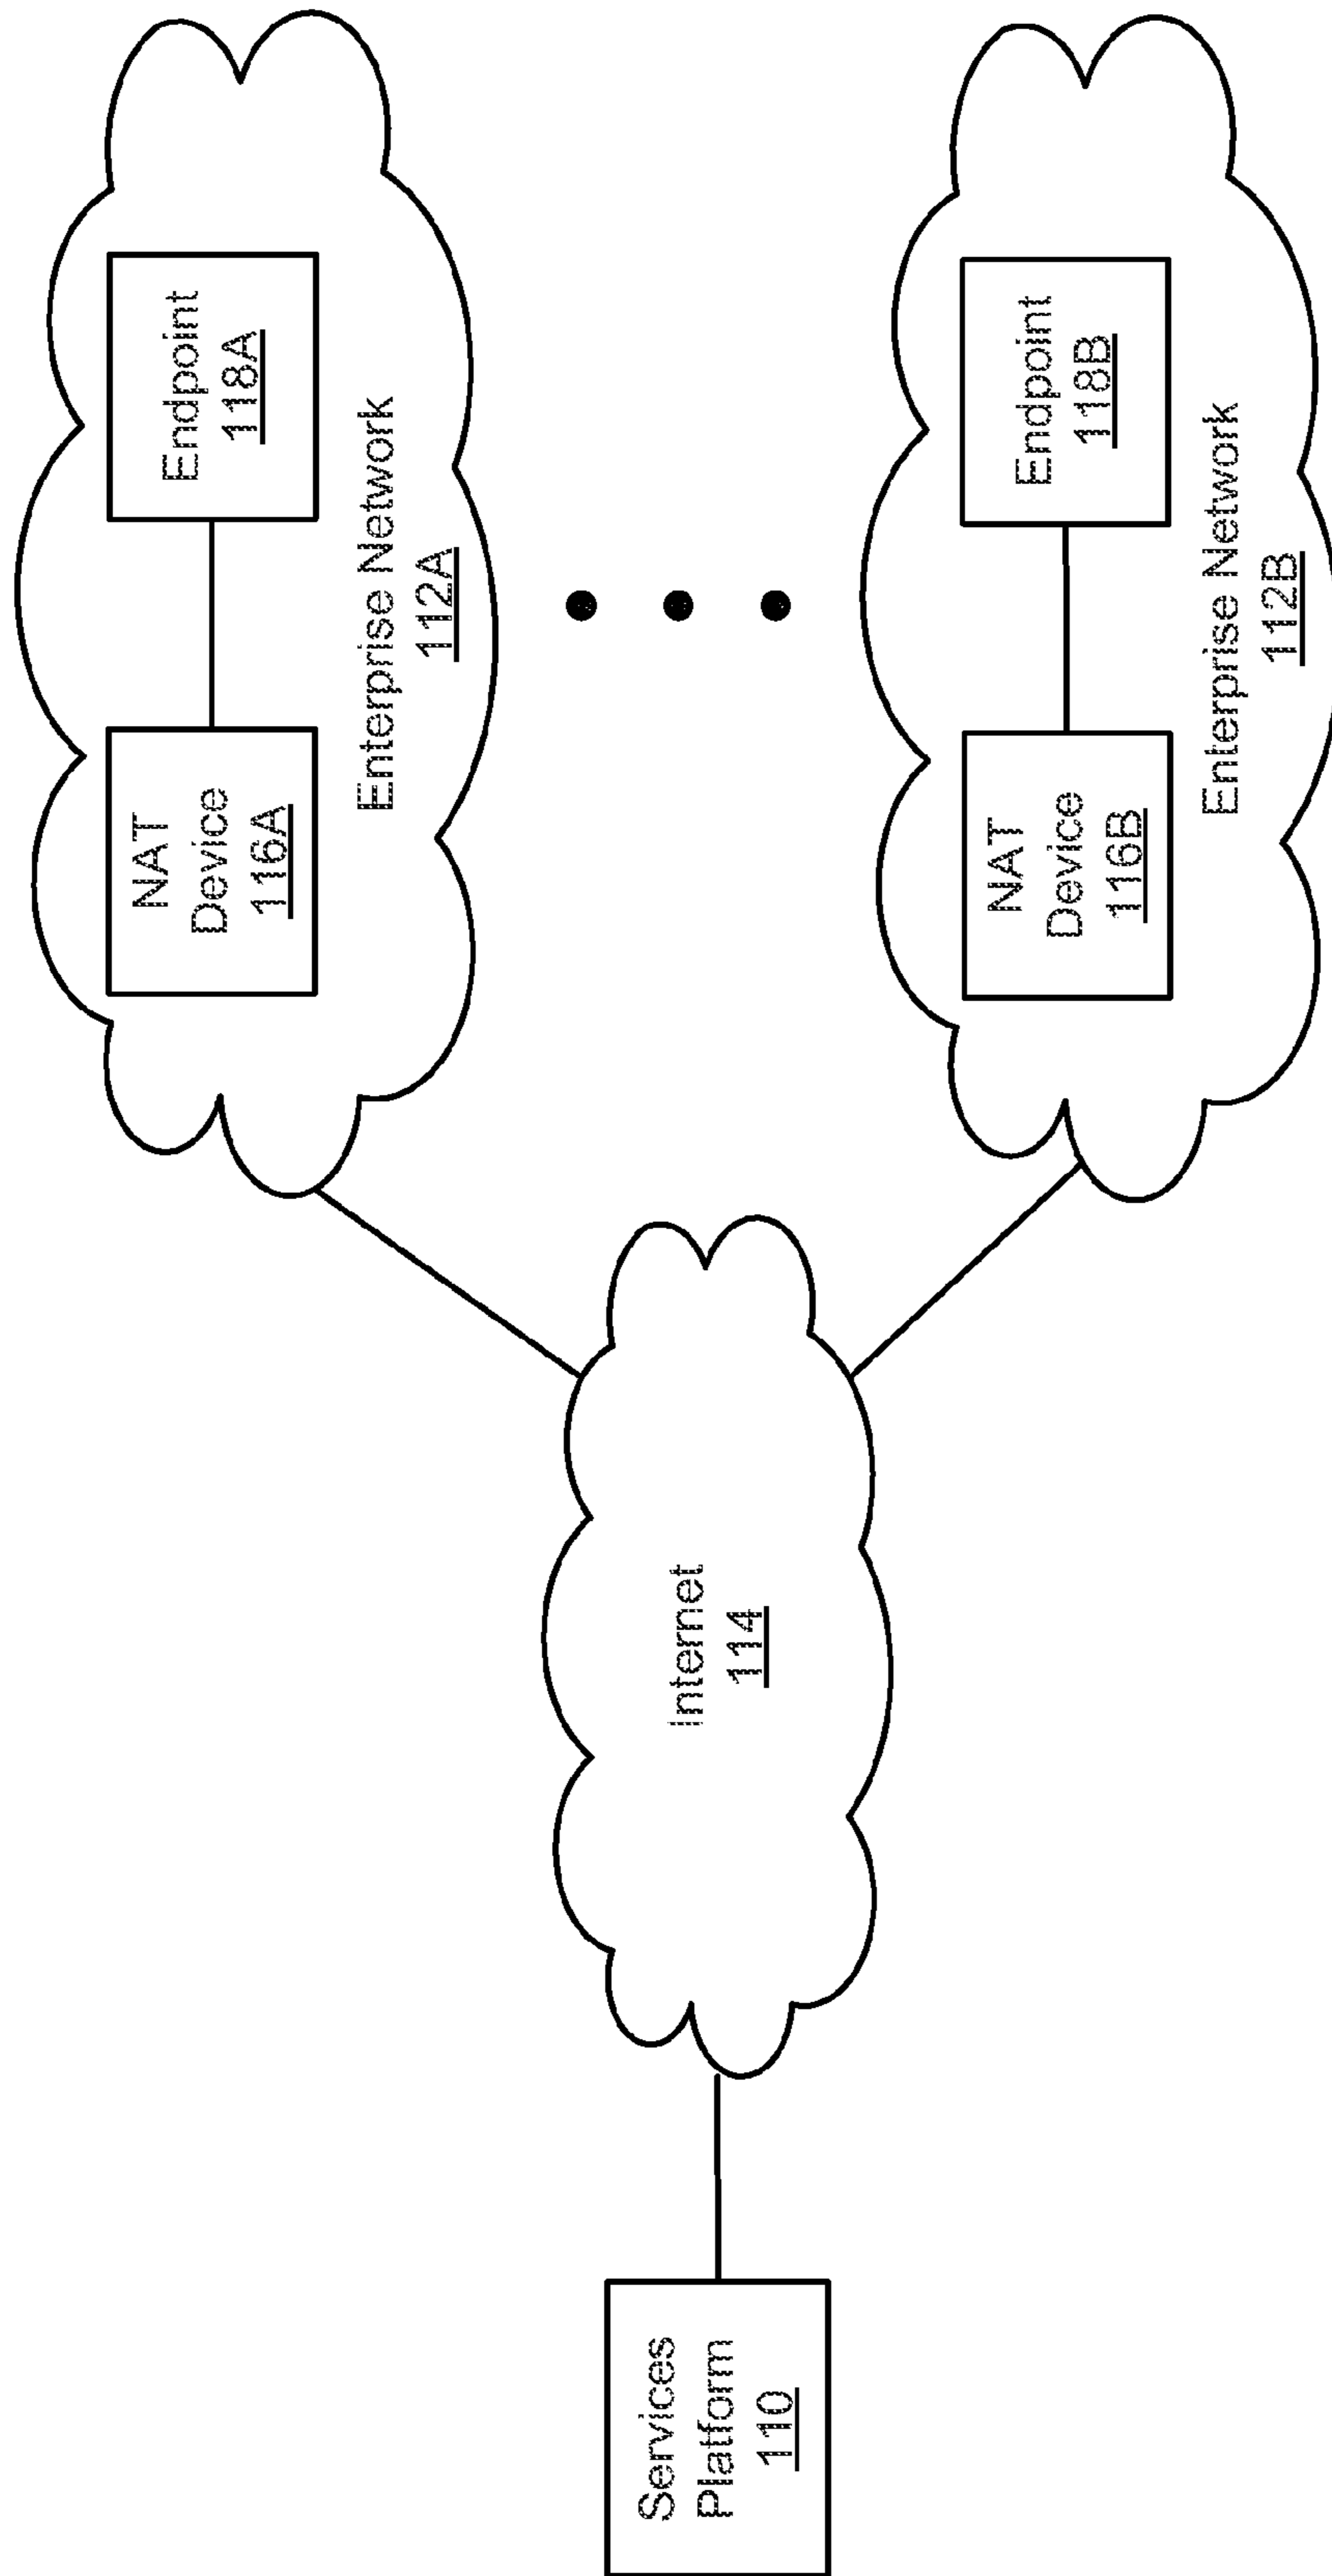 Services
Platform
110
Internet
114
NAT
Device
116A
Endpoint
118A
Enterprise Network
112A
NAT
Device
116B
Endpoint
118B
Enterprise Network
112B